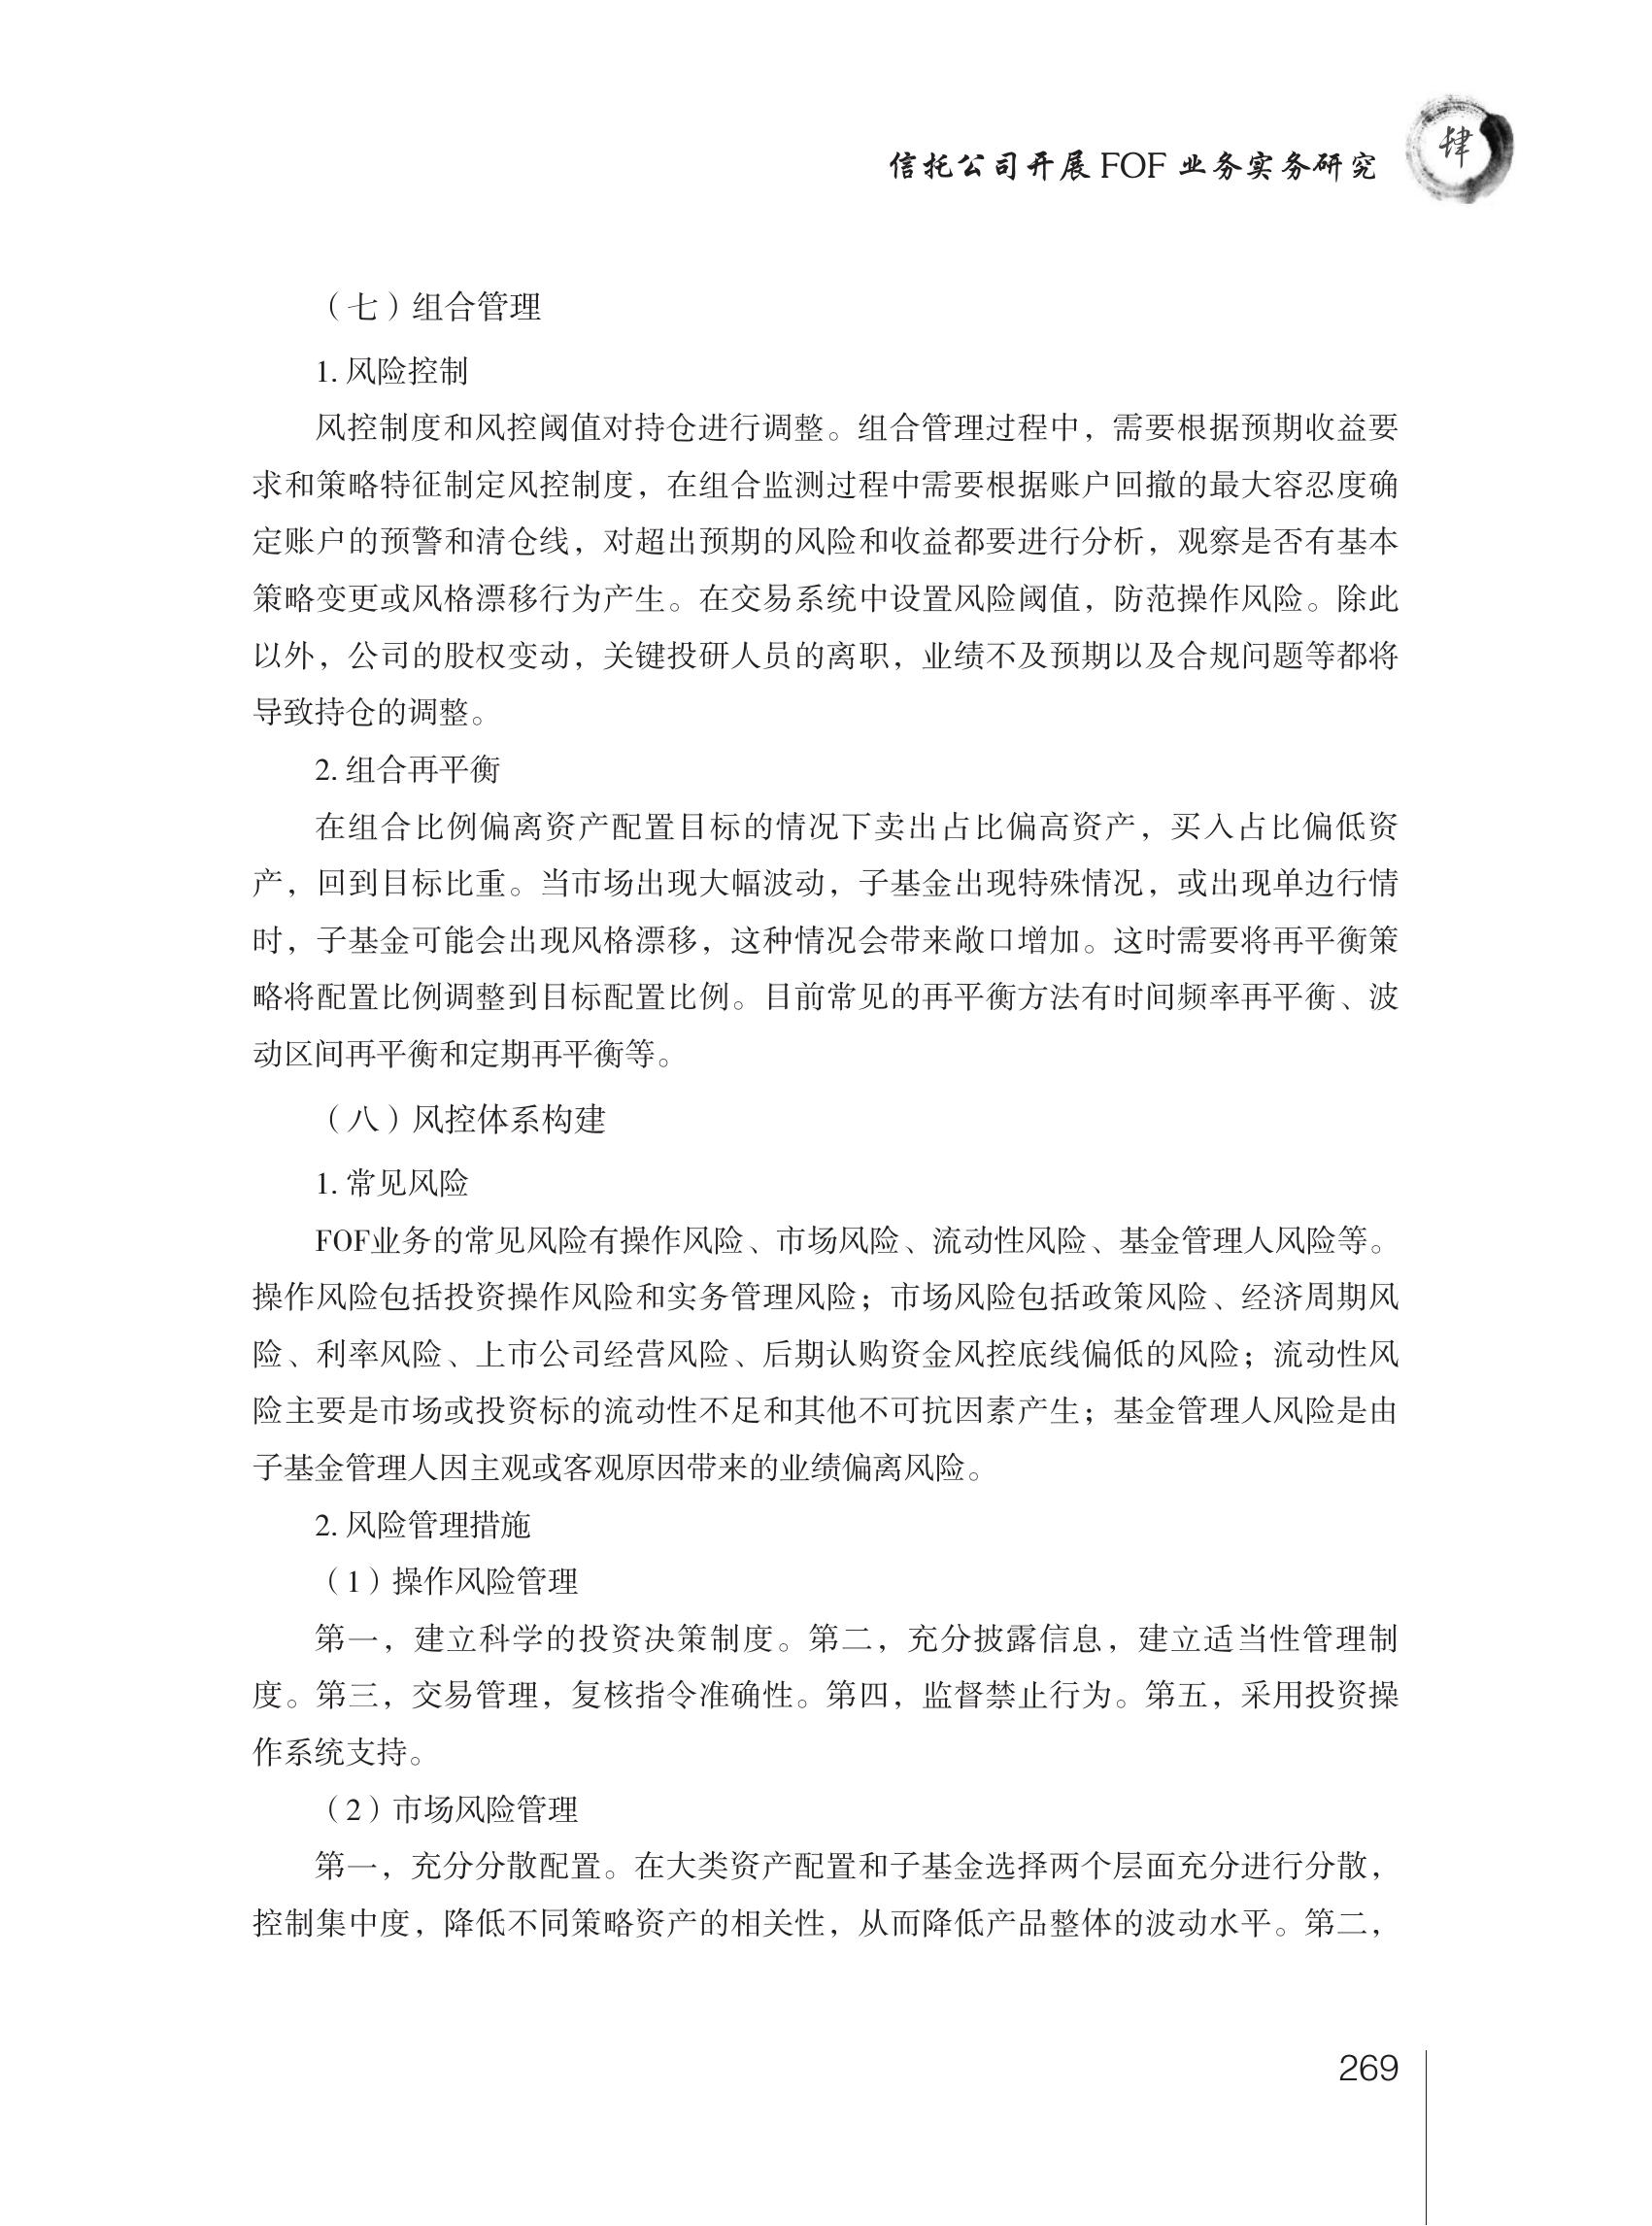 信托公司开展 FOF 业务实务研究
肆
（七）组合管理
1. 风险控制
风控制度和风控阈值对持仓进行调整。组合管理过程中，需要根据预期收益要
求和策略特征制定风控制度，在组合监测过程中需要根据账户回撤的最大容忍度确
定账户的预警和清仓线，对超出预期的风险和收益都要进行分析，观察是否有基本
策略变更或风格漂移行为产生。在交易系统中设置风险阈值，防范操作风险。除此
以外，公司的股权变动，关键投研人员的离职，业绩不及预期以及合规问题等都将
导致持仓的调整。
2. 组合再平衡
在组合比例偏离资产配置目标的情况下卖出占比偏高资产，买入占比偏低资
产，回到目标比重。当市场出现大幅波动，子基金出现特殊情况，或出现单边行情
时，子基金可能会出现风格漂移，这种情况会带来敞口增加。这时需要将再平衡策
略将配置比例调整到目标配置比例。目前常见的再平衡方法有时间频率再平衡、波
动区间再平衡和定期再平衡等。
（八）风控体系构建
1. 常见风险
FOF业务的常见风险有操作风险、市场风险、流动性风险、基金管理人风险等。
操作风险包括投资操作风险和实务管理风险；市场风险包括政策风险、经济周期风
险、利率风险、上市公司经营风险、后期认购资金风控底线偏低的风险；流动性风
险主要是市场或投资标的流动性不足和其他不可抗因素产生；基金管理人风险是由
子基金管理人因主观或客观原因带来的业绩偏离风险。
2. 风险管理措施
（1）操作风险管理
第一，建立科学的投资决策制度。第二，充分披露信息，建立适当性管理制
度。第三，交易管理，复核指令准确性。第四，监督禁止行为。第五，采用投资操
作系统支持。
（2）市场风险管理
第一，充分分散配置。在大类资产配置和子基金选择两个层面充分进行分散，
控制集中度，降低不同策略资产的相关性，从而降低产品整体的波动水平。第二，
269